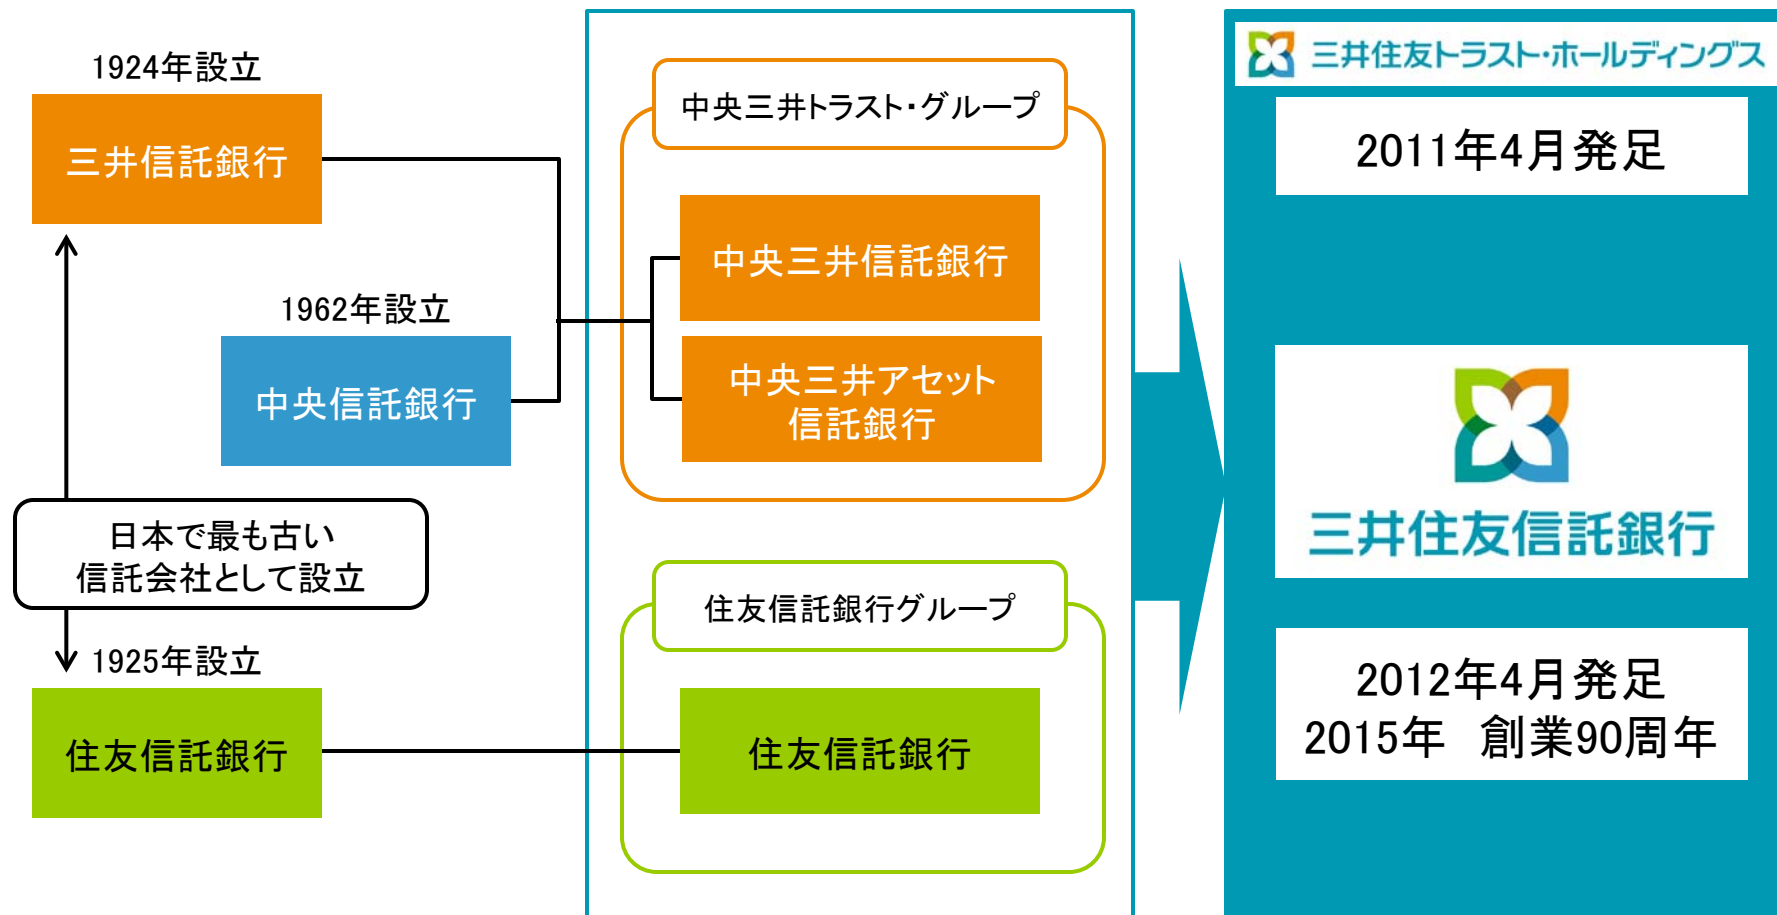 1924年設立
三井信託銀行
1962年設立
中央信託銀行
日本で最も古い
信託会社として設立
1925年設立
住友信託銀行
中央三井トラスト・グループ
中央三井信託銀行
中央三井アセット
信託銀行
住友信託銀行グループ
住友信託銀行
三井住友トラスト・ホールディングス
2011年4月発足
三井住友信託銀行
2012年4月発足
2015年　創業90周年